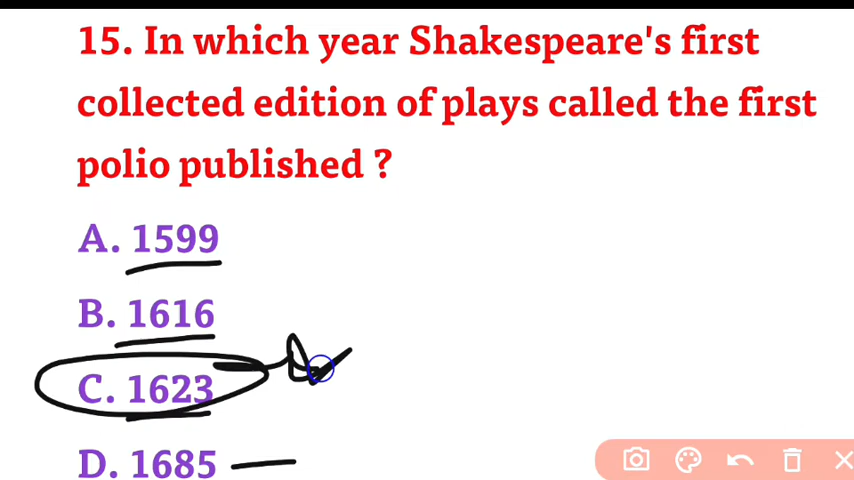 15. In which year Shakespeare's first
collected edition of plays called the first
polio published ?
A. 1599
B. 1616
C. 1623
D. 1685